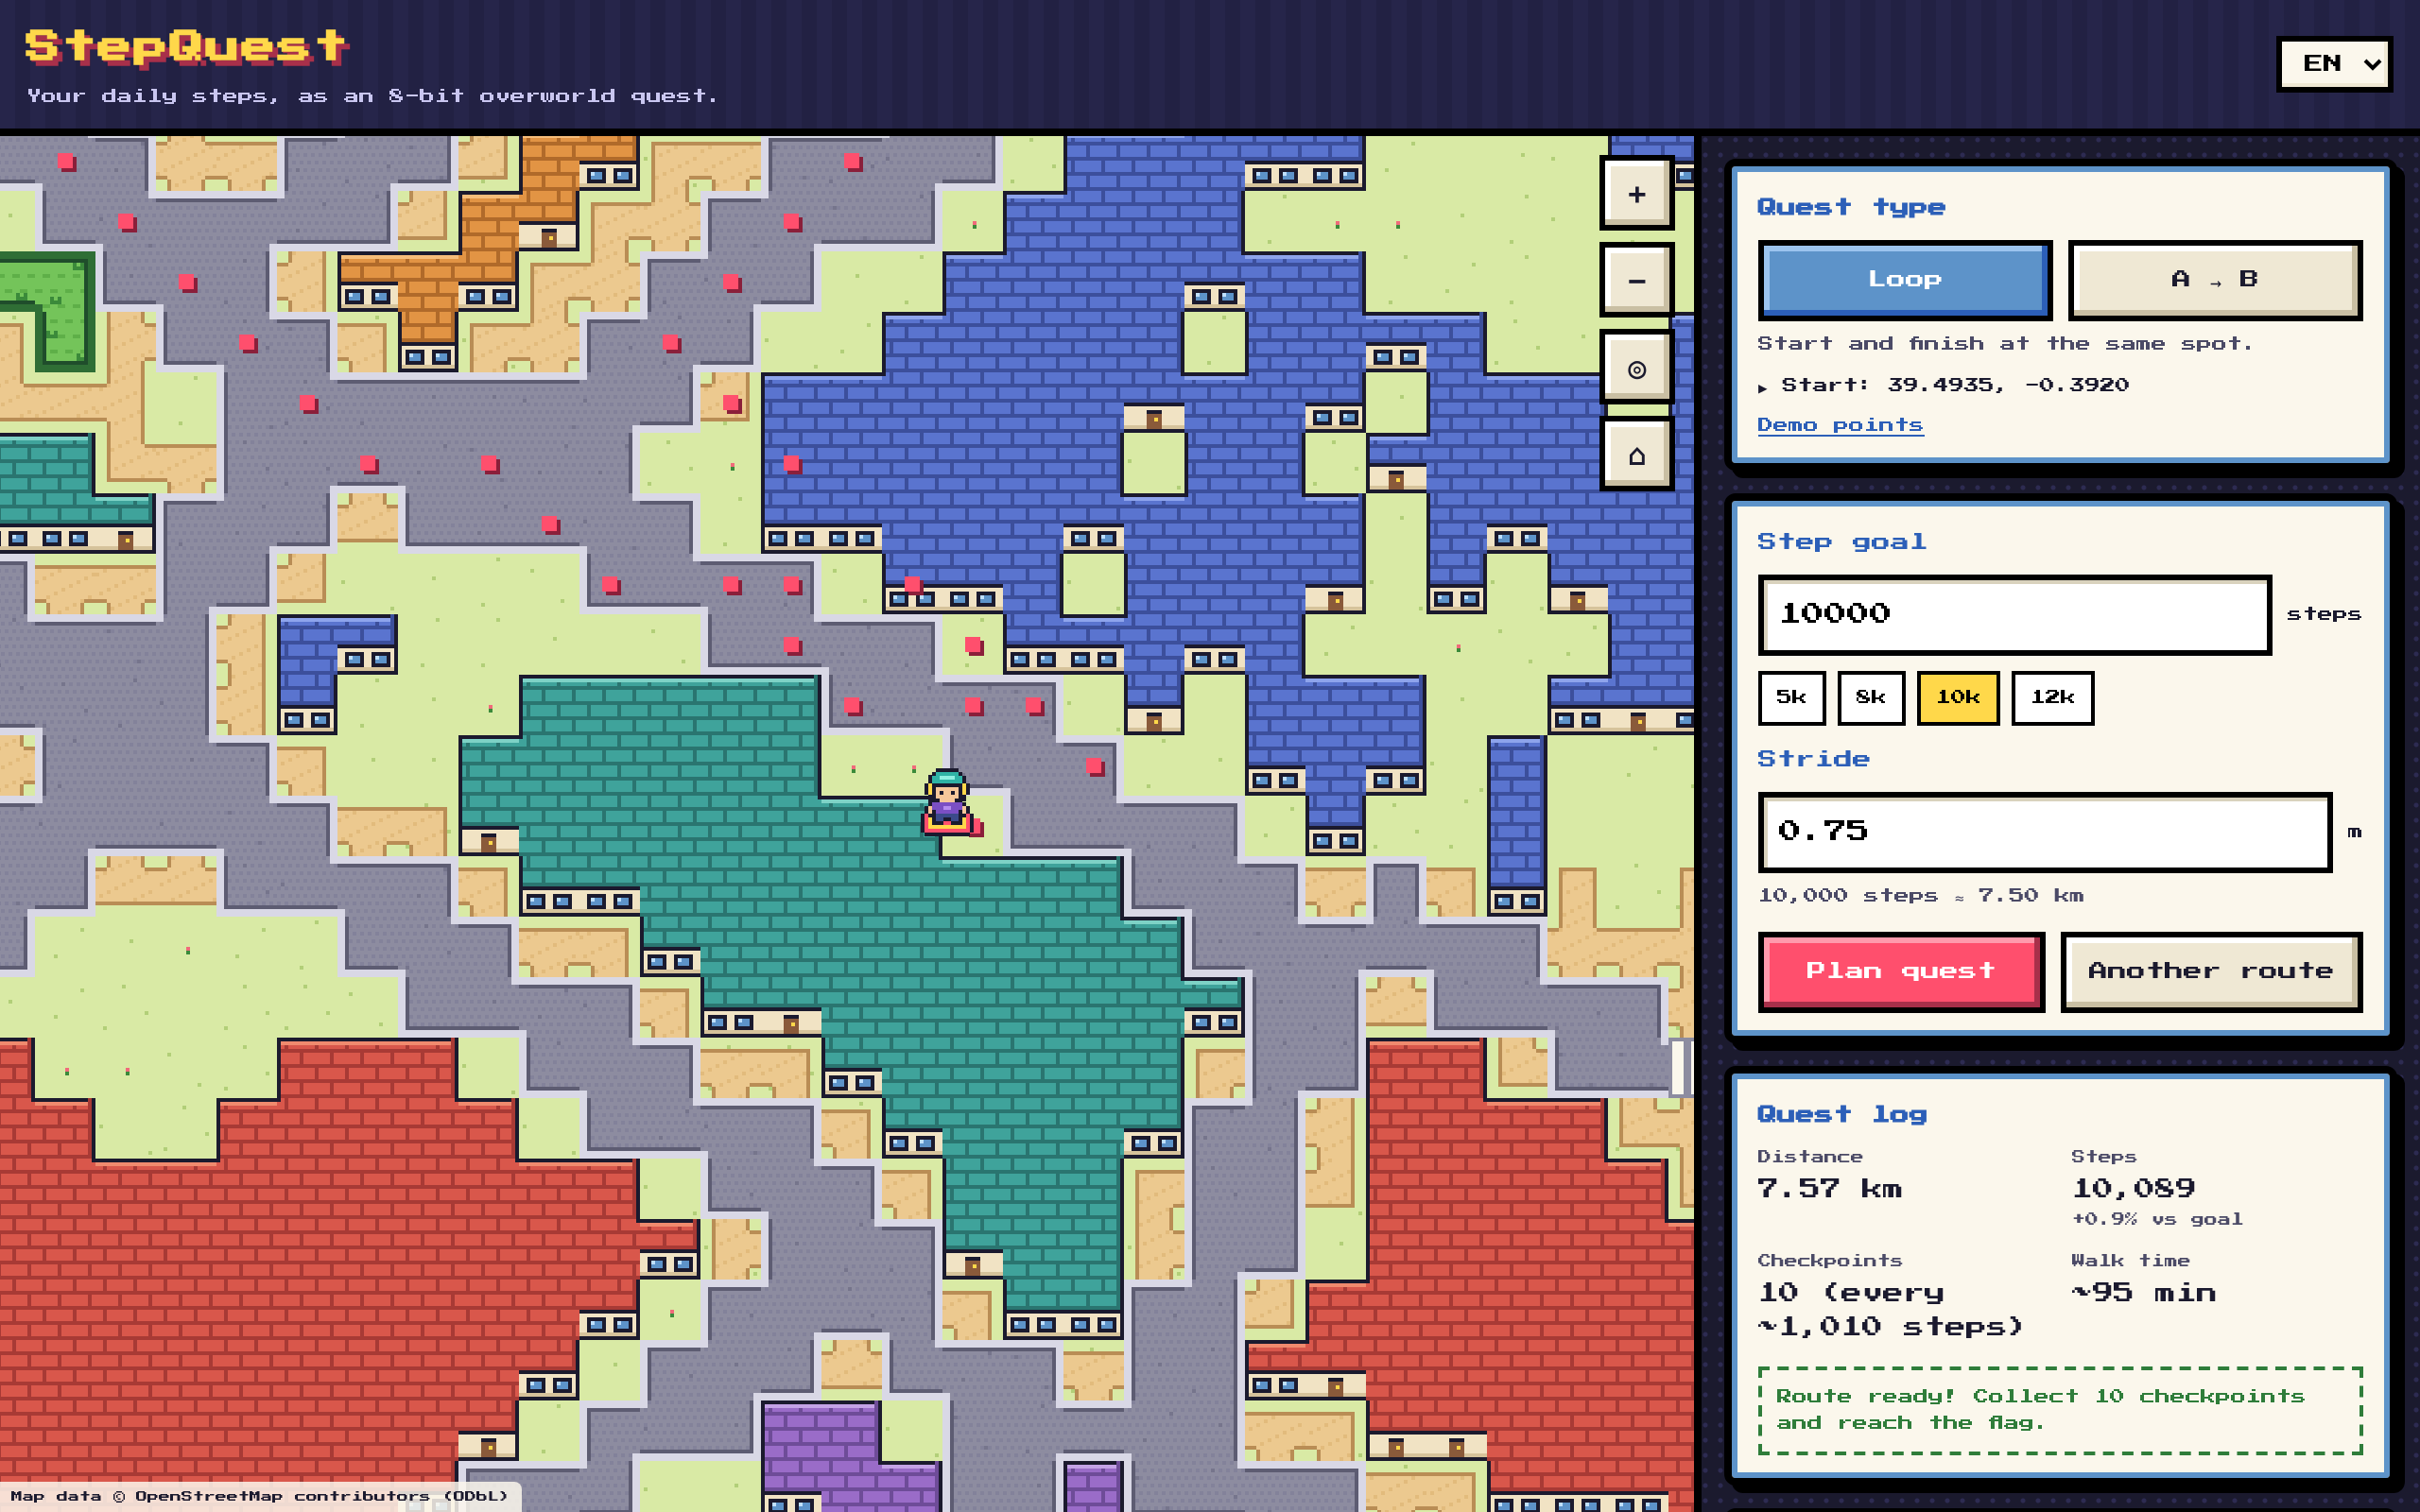 StepQuest
Your daily steps, as an 8-bit overworld quest.
EN
+
−
◎
⌂
Map data © OpenStreetMap contributors (ODbL)
Quest type
Loop
A → B
Start and finish at the same spot.
▸ Start: 39.4935, -0.3920
Demo points
Step goal
10000 steps
5k 8k 10k 12k
Stride
0.75 m
10,000 steps ≈ 7.50 km
Plan quest
Another route
Quest log
Distance
7.57 km
Steps
10,089
+0.9% vs goal
Checkpoints
10 (every
~1,010 steps)
Walk time
~95 min
Route ready! Collect 10 checkpoints
and reach the flag.